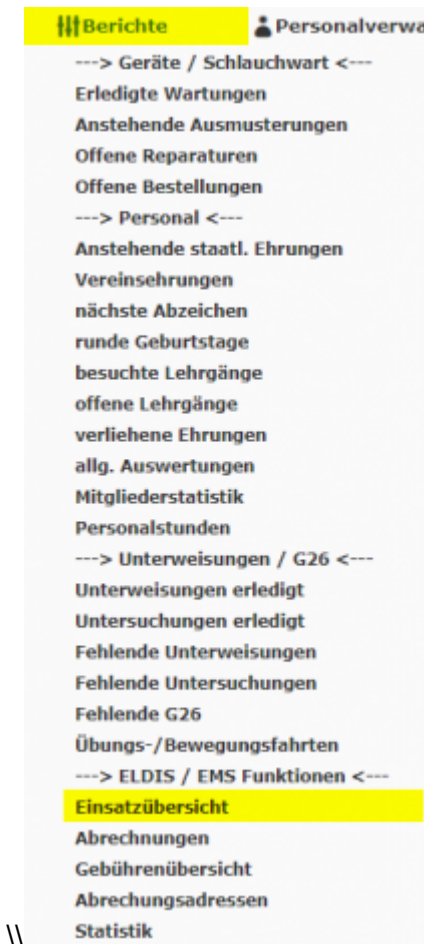 Berichte Personalverwa
---> Geräte / Schlauchwart <---
Erledigte Wartungen
Anstehende Ausmusterungen
Offene Reparaturen
Offene Bestellungen
---> Personal <---
Anstehende staatl. Ehrungen
Vereinsehrungen
nächste Abzeichen
runde Geburtstage
besuchte Lehrgänge
offene Lehrgänge
verliehene Ehrungen
allg. Auswertungen
Mitgliederstatistik
Personalstunden
---> Unterweisungen / G26 <---
Unterweisungen erledigt
Untersuchungen erledigt
Fehlende Unterweisungen
Fehlende Untersuchungen
Fehlende G26
Übungs-/Bewegungsfahrten
---> ELDIS / EMS Funktionen <---
Einsatzübersicht
Abrechnungen
Gebührenübersicht
Abrechungsadressen
\\ Statistik